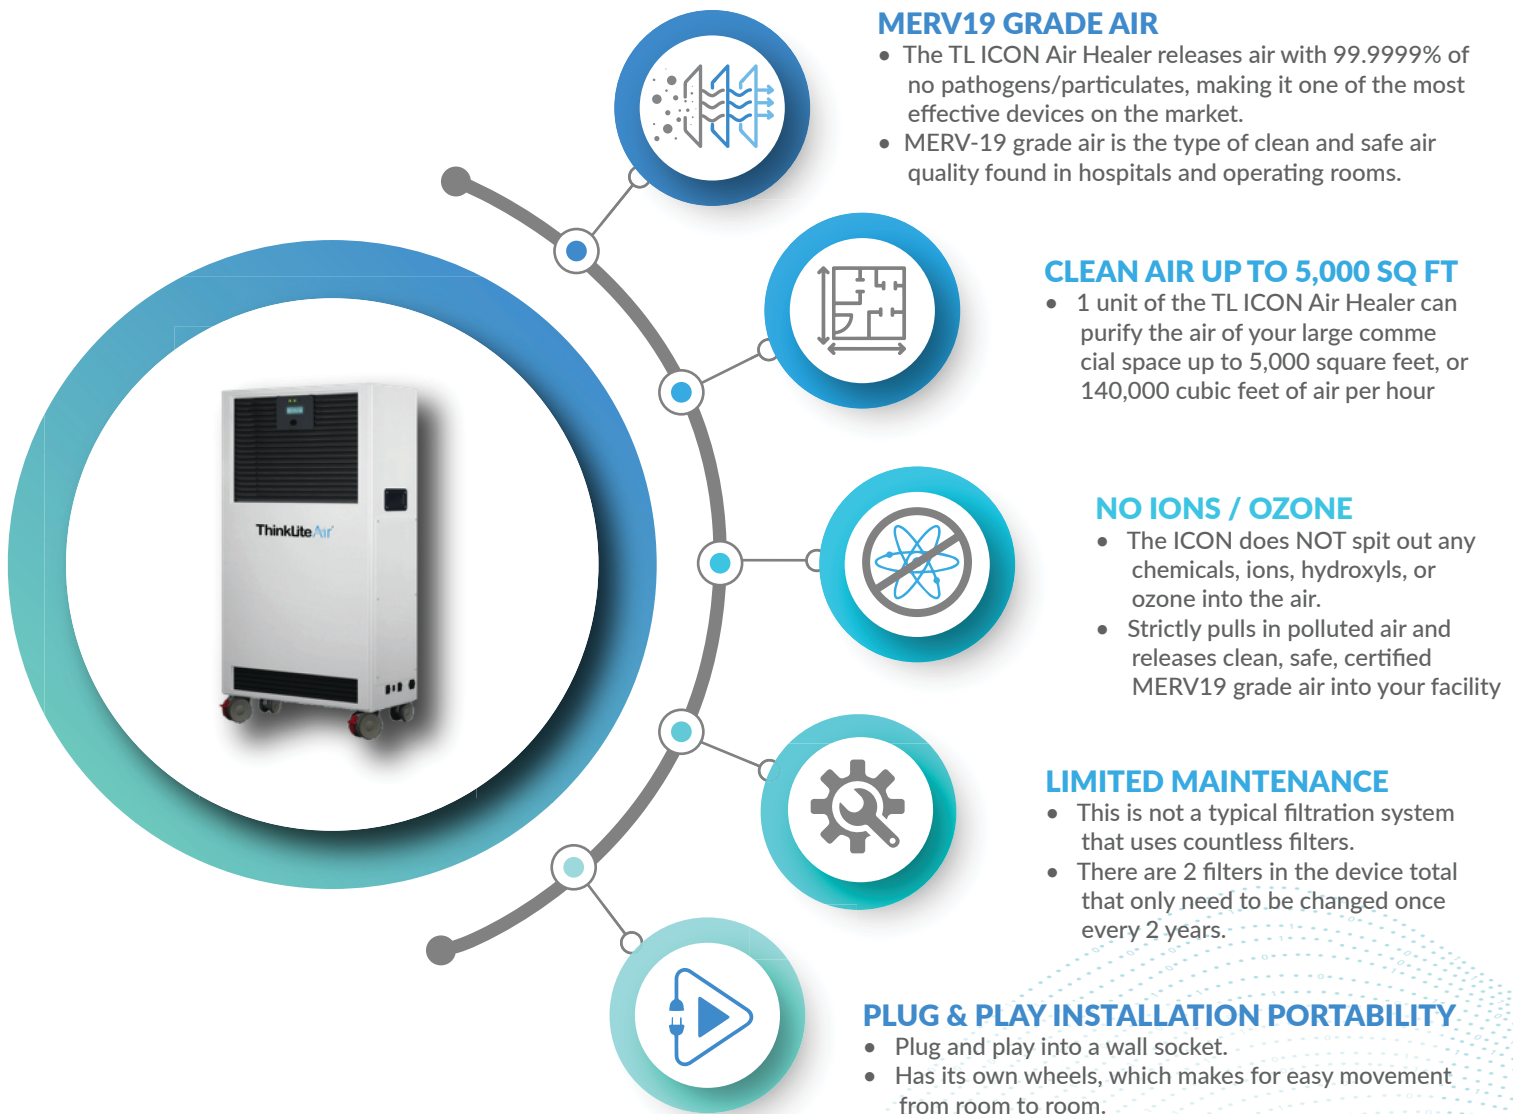 MERV19 GRADE AIR
• The TL ICON Air Healer releases air with 99.9999% of
no pathogens/particulates, making it one of the most
effective devices on the market.
• MERV-19 grade air is the type of clean and safe air
quality found in hospitals and operating rooms.
CLEAN AIR UP TO 5,000 SQ FT
• 1 unit of the TL ICON Air Healer can
purify the air of your large comme
cial space up to 5,000 square feet, or
140,000 cubic feet of air per hour
ThinkLite Air
NO IONS / OZONE
• The ICON does NOT spit out any
chemicals, ions, hydroxyls, or
ozone into the air.
• Strictly pulls in polluted air and
releases clean, safe, certified
MERV19 grade air into your facility
LIMITED MAINTENANCE
• This is not a typical filtration system
that uses countless filters.
• There are 2 filters in the device total
that only need to be changed once
every 2 years.
PLUG & PLAY INSTALLATION PORTABILITY
• Plug and play into a wall socket.
• Has its own wheels, which makes for easy movement
from room to room.